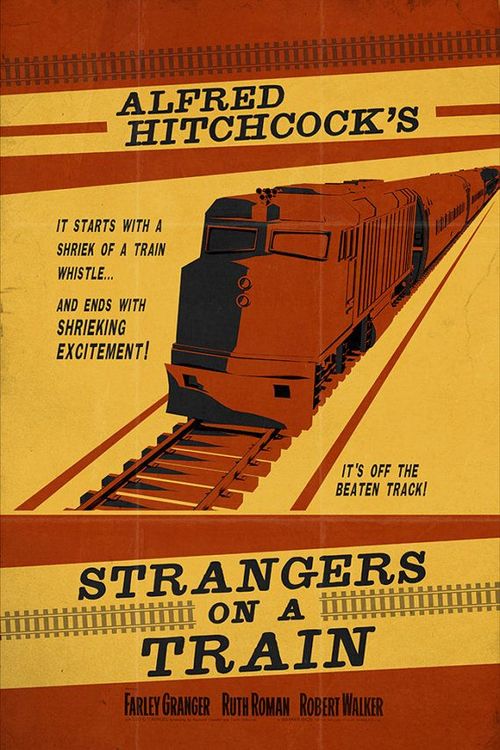 ALFRED
HITCHCOCK'S
IT STARTS WITH A
SHRIEK OF A TRAIN
WHISTLE...
AND ENDS WITH
SHRIEKING
EXCITEMENT!
IT'S OFF THE
BEATEN TRACK!
STRANGERS
ON A
TRAIN
FARLEY GRANGER RUTH ROMAN ROBERT WALKER